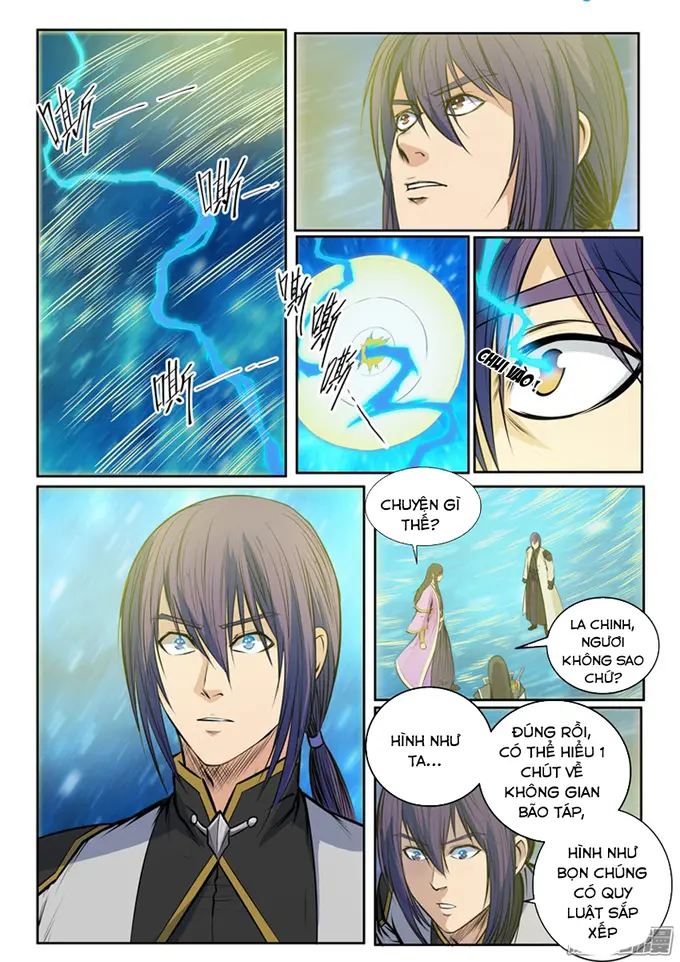 嘶
嘶
嘶
嘶
嘶
嘶
CHUI VÀO!
CHUYỆN GÌ
THẾ?
LA CHINH,
NGƯƠI
KHÔNG SAO
CHỨ?
HÌNH NHƯ
TA...
ĐÚNG RỒI,
CÓ THỂ HIỂU 1
CHÚT VỀ
KHÔNG GIAN
BÃO TÁP,
HÌNH NHƯ
BỌN CHÚNG
CÓ QUY
LUẬT SẮP
XẾP